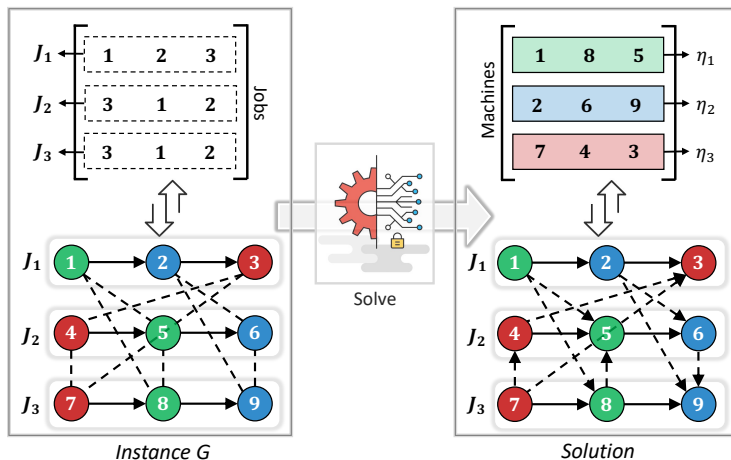 J₁ 1 2 3
J₂ 3 1 2
J₃ 3 1 2
Jobs
J₁ 1 2 3
J₂ 4 5 6
J₃ 7 8 9
Instance G
Solve
Machines
1 8 5 η₁
2 6 9 η₂
7 4 3 η₃
J₁ 1 2 3
J₂ 4 5 6
J₃ 7 8 9
Solution